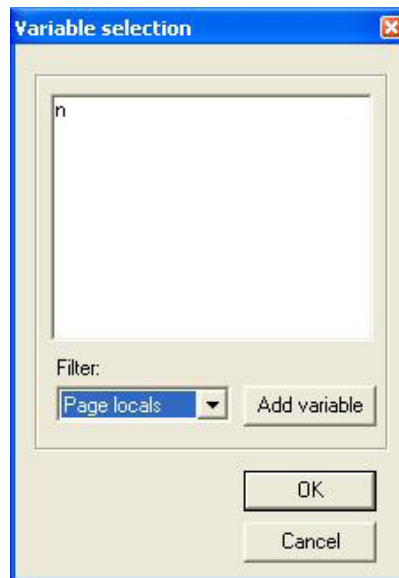 Variable selection
n
Filter:
Page locals
Add variable
OK
Cancel